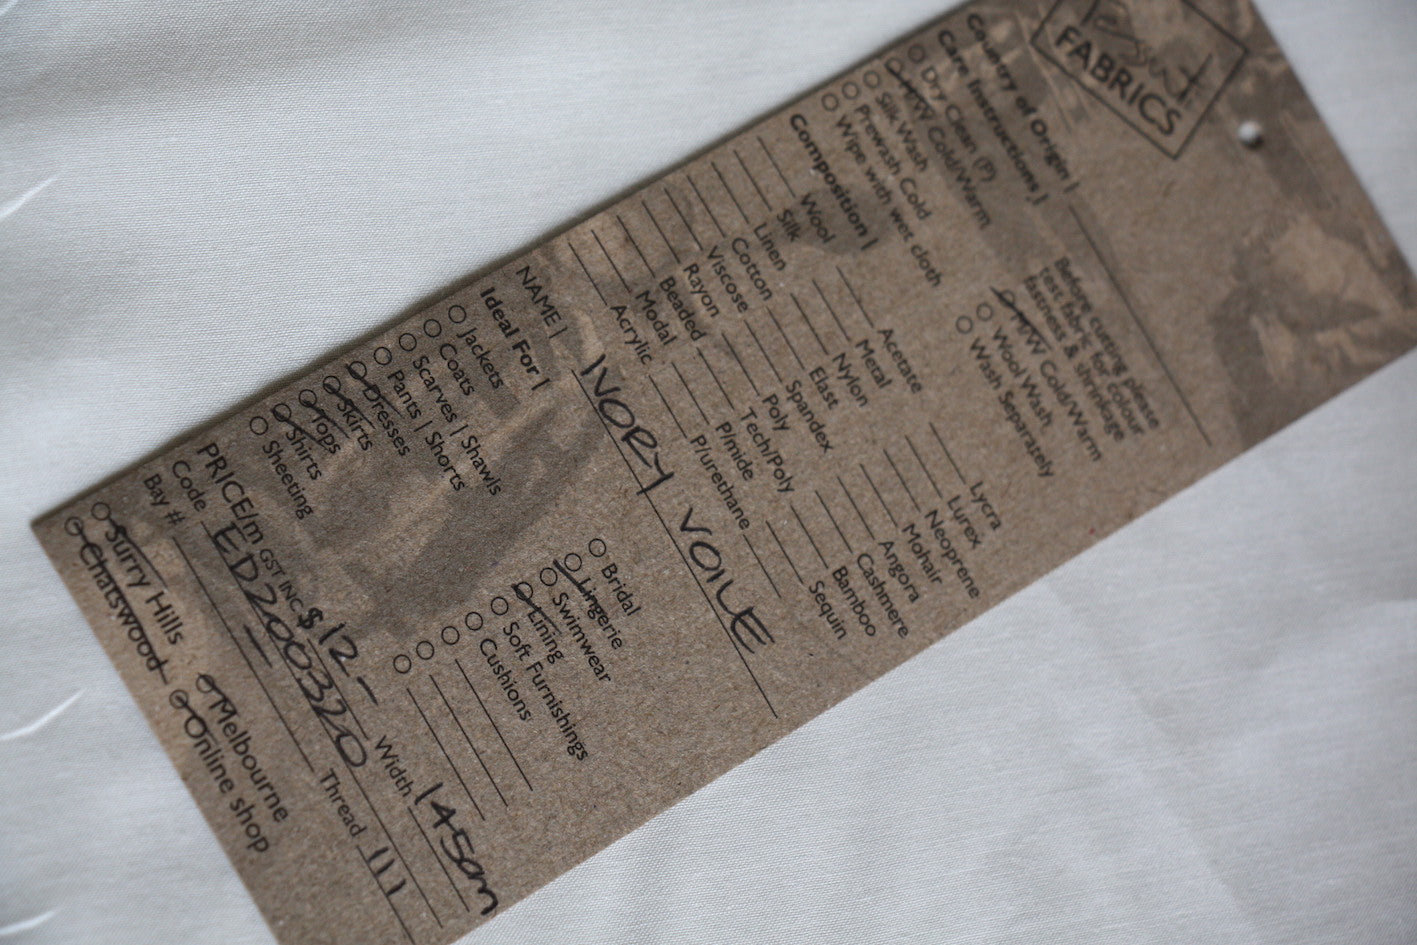 FABRICS
Country of Origin |
Care Instructions |
Dry Clean (P)
H/W Cold/Warm
Silk Wash
Prewash Cold
Wipe with wet cloth
Before cutting please
test fabric for colour
fastness & shrinkage
M/W Cold/Warm
Wool Wash
Wash Separately
Composition |
Wool
Silk
Linen
Cotton
Viscose
Rayon
Beaded
Modal
Acrylic
Acetate
Metal
Nylon
Elast
Spandex
Poly
Tech/Poly
P/mide
P/urethane
Lycra
Lurex
Neoprene
Mohair
Angora
Cashmere
Bamboo
Sequin
NAME | IVORY VOILE
Ideal For |
Jackets
Coats
Scarves | Shawls
Pants | Shorts
Dresses
Skirts
Tops
Shirts
Sheeting
Bridal
Lingerie
Swimwear
Lining
Soft Furnishings
Cushions
PRICE/m GST INC $ 12- Width 145cm
Code ED200320 Thread 111
Bay #
Surry Hills Melbourne
Chatswood Online shop